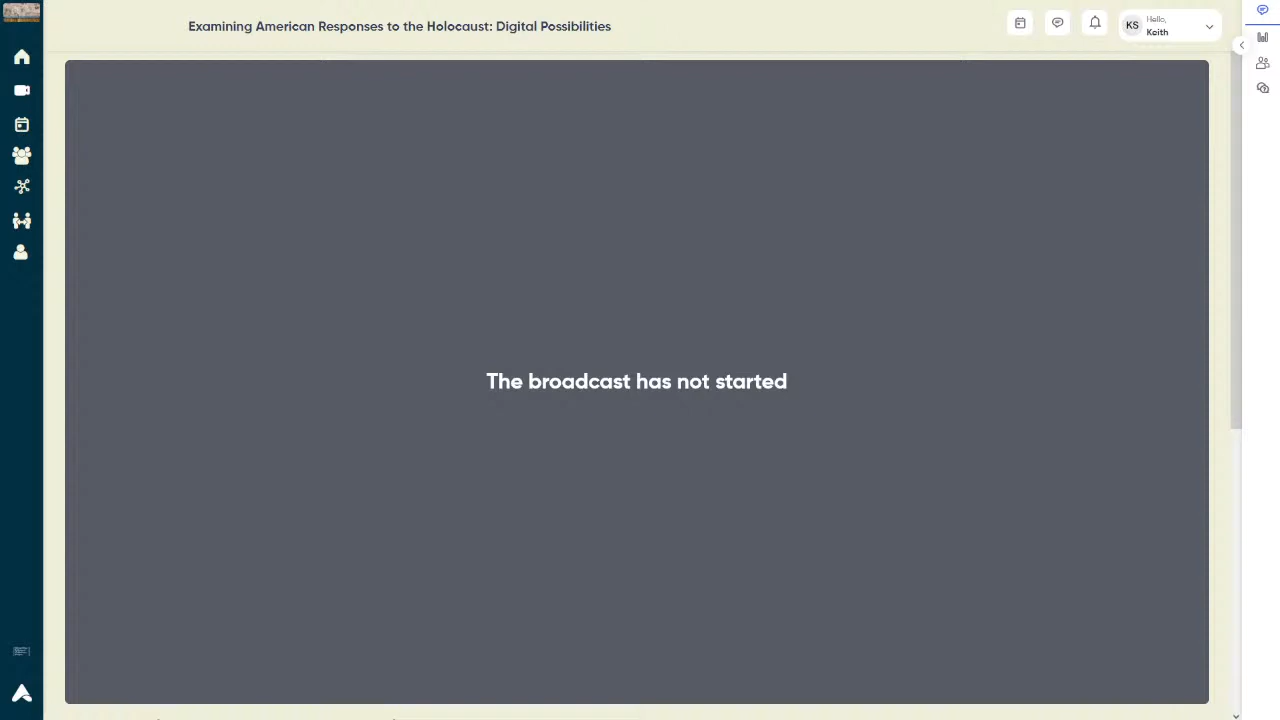 Examining American Responses to the Holocaust: Digital Possibilities
KS
Hello,
Keith
The broadcast has not started